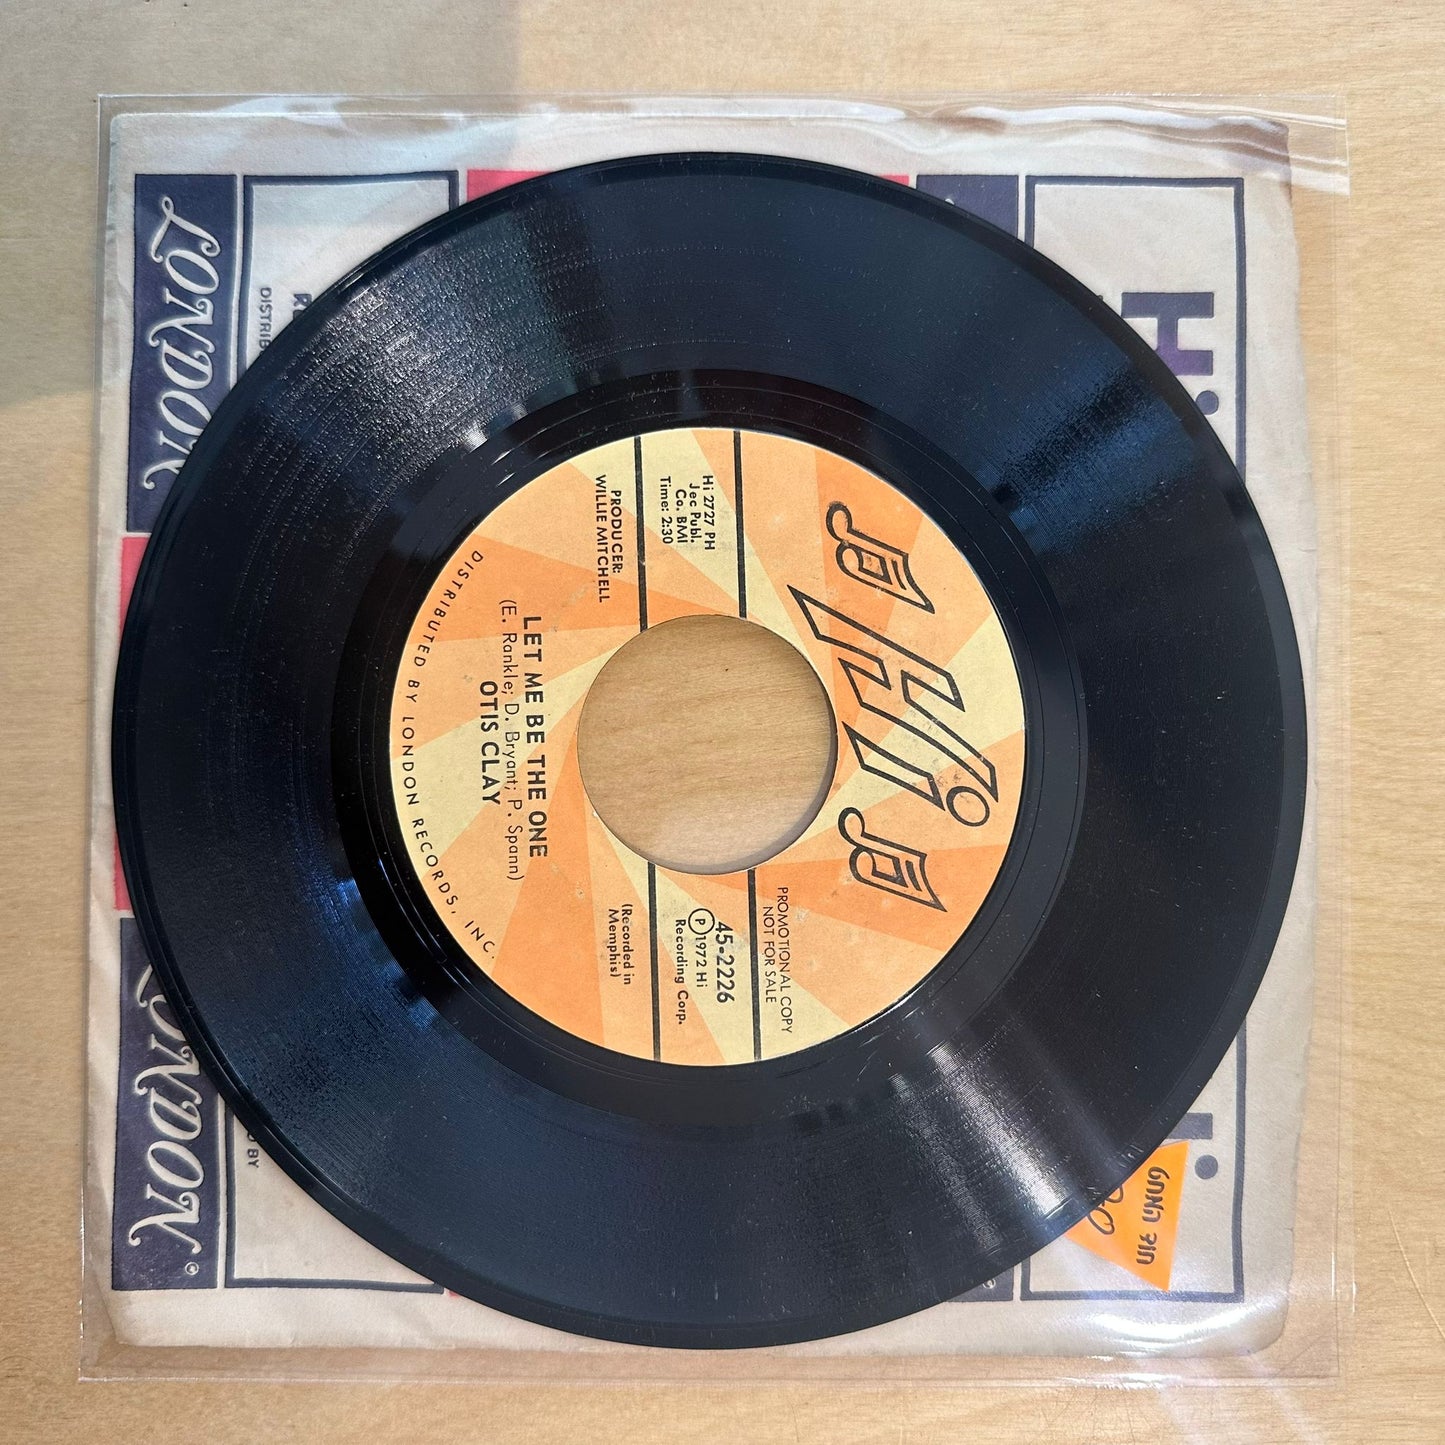 Hi
PROMOTIONAL COPY
NOT FOR SALE
Hi 2727 PH
Jec Publ.
Co. BMI
Time: 2:30
45-2226
Ⓟ1972 Hi
Recording Corp.
PRODUCER:
WILLIE MITCHELL
(Recorded in
Memphis)
LET ME BE THE ONE
(E. Rankle; D. Bryant; P. Spann)
OTIS CLAY
DISTRIBUTED BY LONDON RECORDS, INC.
LONDON
LONDON
Hi